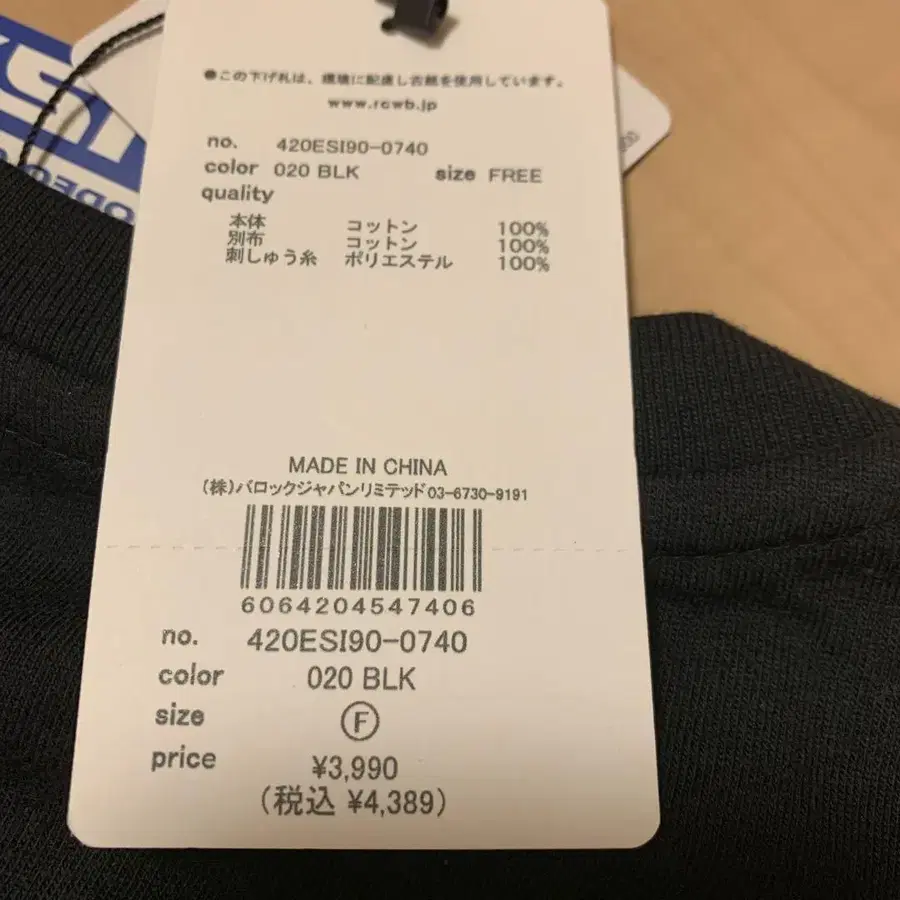 ●この下げ札は、環境に配慮し古紙を使用しています。
www.rcwb.jp
no. 420ESI90-0740
color 020 BLK size FREE
quality
本体 コットン 100%
別布 コットン 100%
刺しゅう糸 ポリエステル 100%
MADE IN CHINA
(株)バロックジャパンリミテッド03-6730-9191
6064204547406
no. 420ESI90-0740
color 020 BLK
size Ⓕ
price ¥3,990
(税込 ¥4,389)